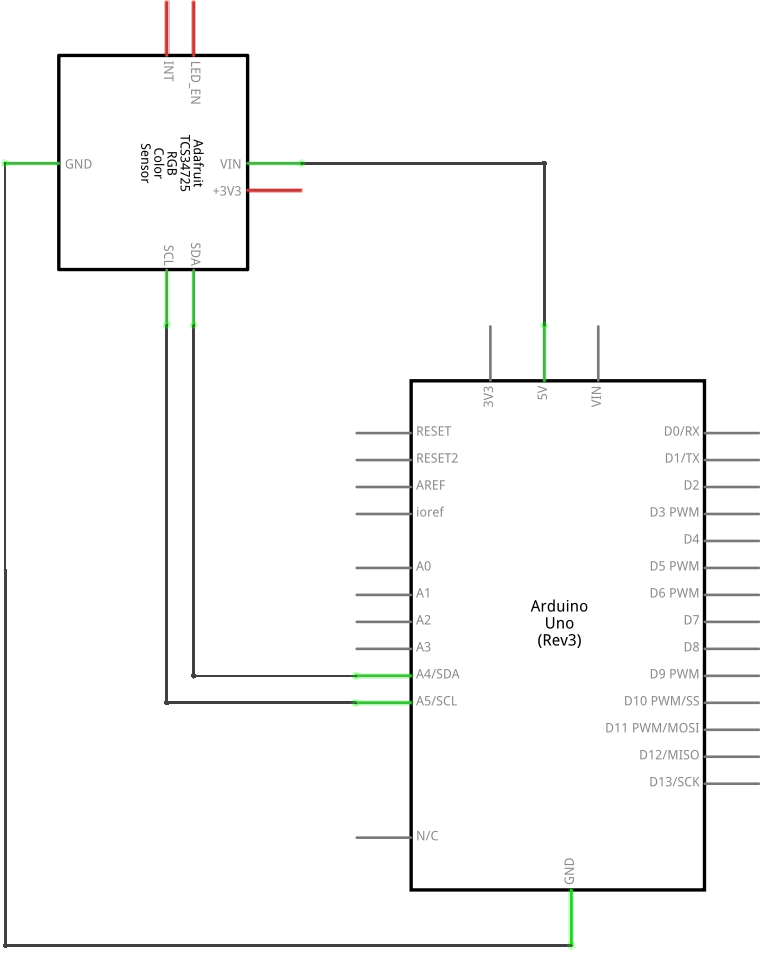 INT
LED_EN
GND
Adafruit
TCS34725
RGB
Color
Sensor
VIN
+3V3
SCL
SDA
3V3
5V
VIN
RESET
RESET2
AREF
ioref
A0
A1
A2
A3
A4/SDA
A5/SCL
N/C
Arduino
Uno
(Rev3)
D0/RX
D1/TX
D2
D3 PWM
D4
D5 PWM
D6 PWM
D7
D8
D9 PWM
D10 PWM/SS
D11 PWM/MOSI
D12/MISO
D13/SCK
GND